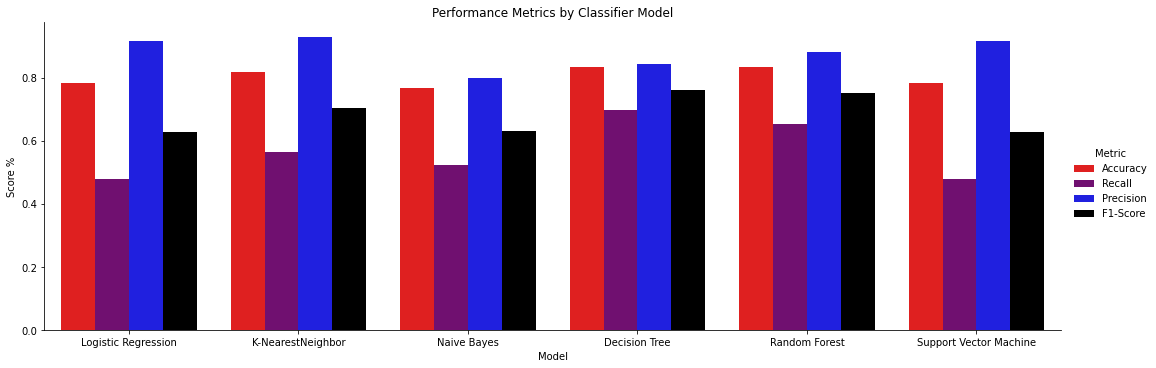 Performance Metrics by Classifier Model
Score %
0.8
0.6
0.4
0.2
0.0
Logistic Regression
K-NearestNeighbor
Naive Bayes
Decision Tree
Random Forest
Support Vector Machine
Model
Metric
Accuracy
Recall
Precision
F1-Score